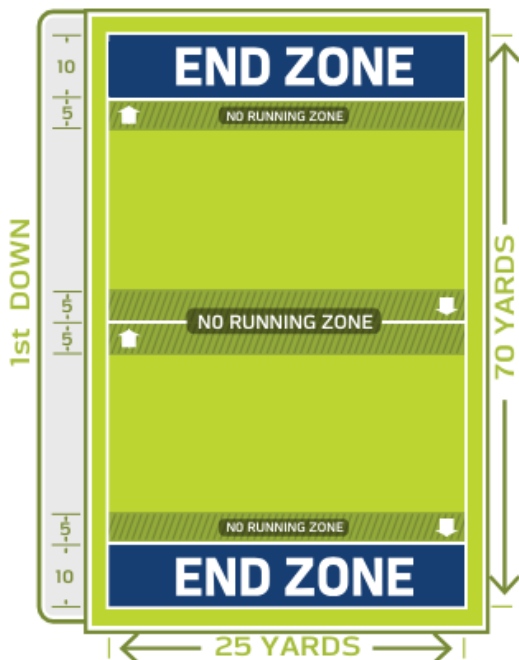 END ZONE
10
5
NO RUNNING ZONE
5
NO RUNNING ZONE
5
1st DOWN
70 YARDS
5
NO RUNNING ZONE
10
END ZONE
25 YARDS